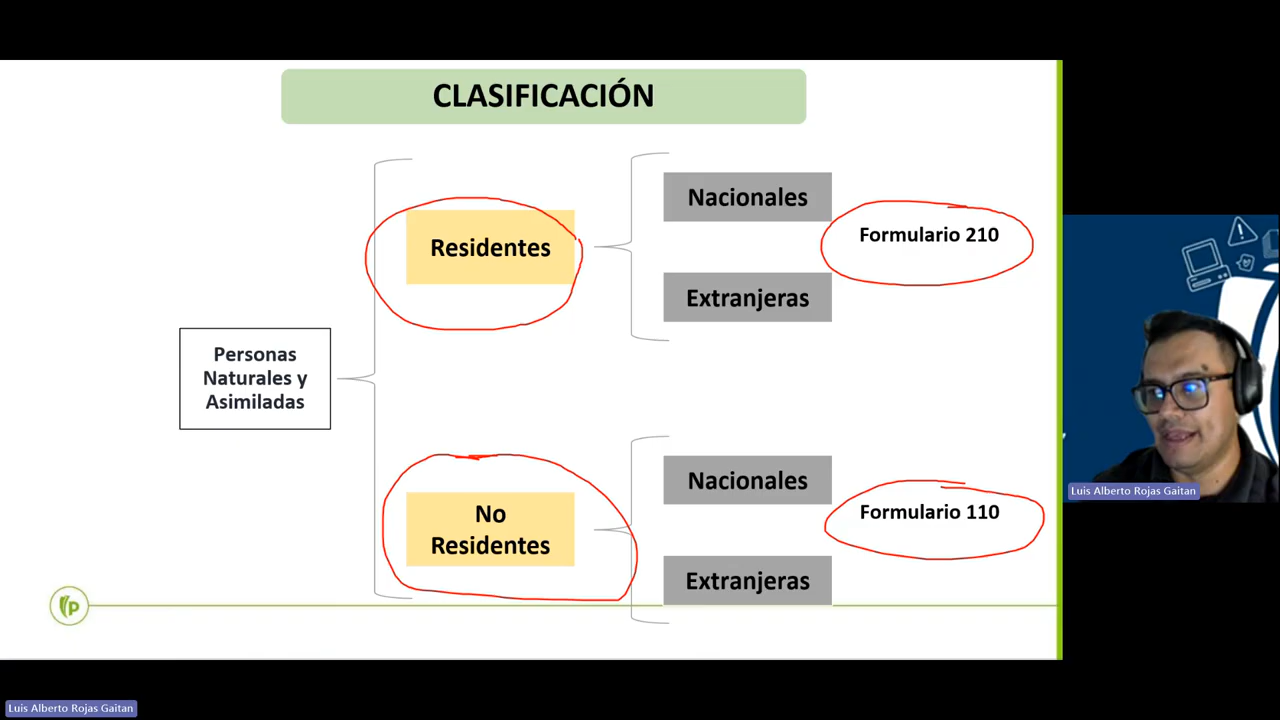 CLASIFICACIÓN
Personas
Naturales y
Asimiladas
Residentes
Nacionales
Extranjeras
Formulario 210
No
Residentes
Nacionales
Extranjeras
Formulario 110
P
Luis Alberto Rojas Gaitan
Luis Alberto Rojas Gaitan